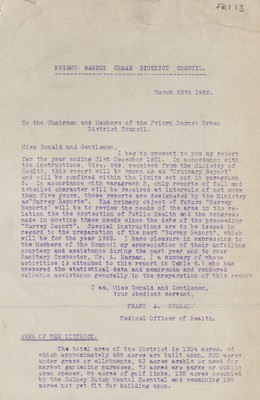 FRI 13
FRIERN BARNET URBAN DISTRICT COUNCIL.
March 25th 1922.
To the Chairman and Members of the Friern Barnet Urban
District Council.
Miss Donald and Gentlemen,
I beg to present to you my report
for the year ending 31st December 1921. In accordance with
the instructions, Circ. 269, received from the Ministry of
Health, this report will be known as an "Ordinary Report"
and will be confined within the limits set out in paragraph
5. In accordance with paragraph 3, only reports of full and
detailed character will be required at intervals of not more
than five years. These reports are designated by the Ministry
as "Survey Reports". The primary object of future "Survey
Reports" will be to review the needs of the area in the re-
lation the the protection of Public Health and the progress
made in meeting these needs since the date of the preceeding
"Survey Report". Special instructions are to be issued in
regard to the preparation of the next "Survey Report", which
will be for the year 1925. I have pleasure in expressing to
the Members of the Council my appreciation of the unfailing
courtesy and assistance during the past year and to your
Sanitary Inspector, Mr. a summary of whose
activities is attached to this report in Table 6, who has
prepared the statistical data and memoranda and rendered
valuable assistance generally in the preparation of this report.
I am, Miss Donald and Gentlemen,
Your obedient servant,
FRANK A.
Medical Officer of Health.
AREA OF THE DISTRICT.
The total area of the District is 1304 acres, of
which approximately 488 acres are built upon, 300 acres
under grass or allotments, 63 acres arable or used for
market gardening purposes. 73 acres are parks or public
open spaces, 86 acres of golf links, 128 acres occupied
by the Colney Hatch Mental Hospital and remaining
acres not yet fit for building upon.